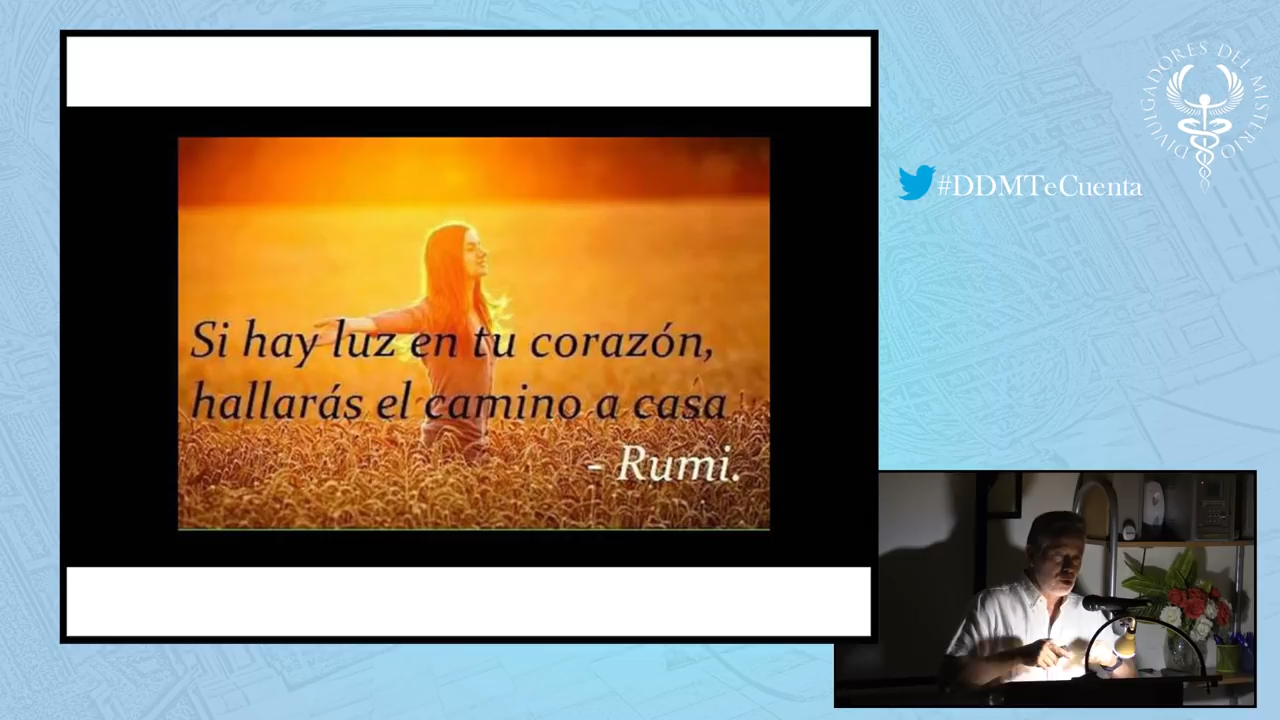 Si hay luz en tu corazón,
hallarás el camino a casa
- Rumi.
#DDMTeCuenta
DIVULGADORES DEL MISTERIO